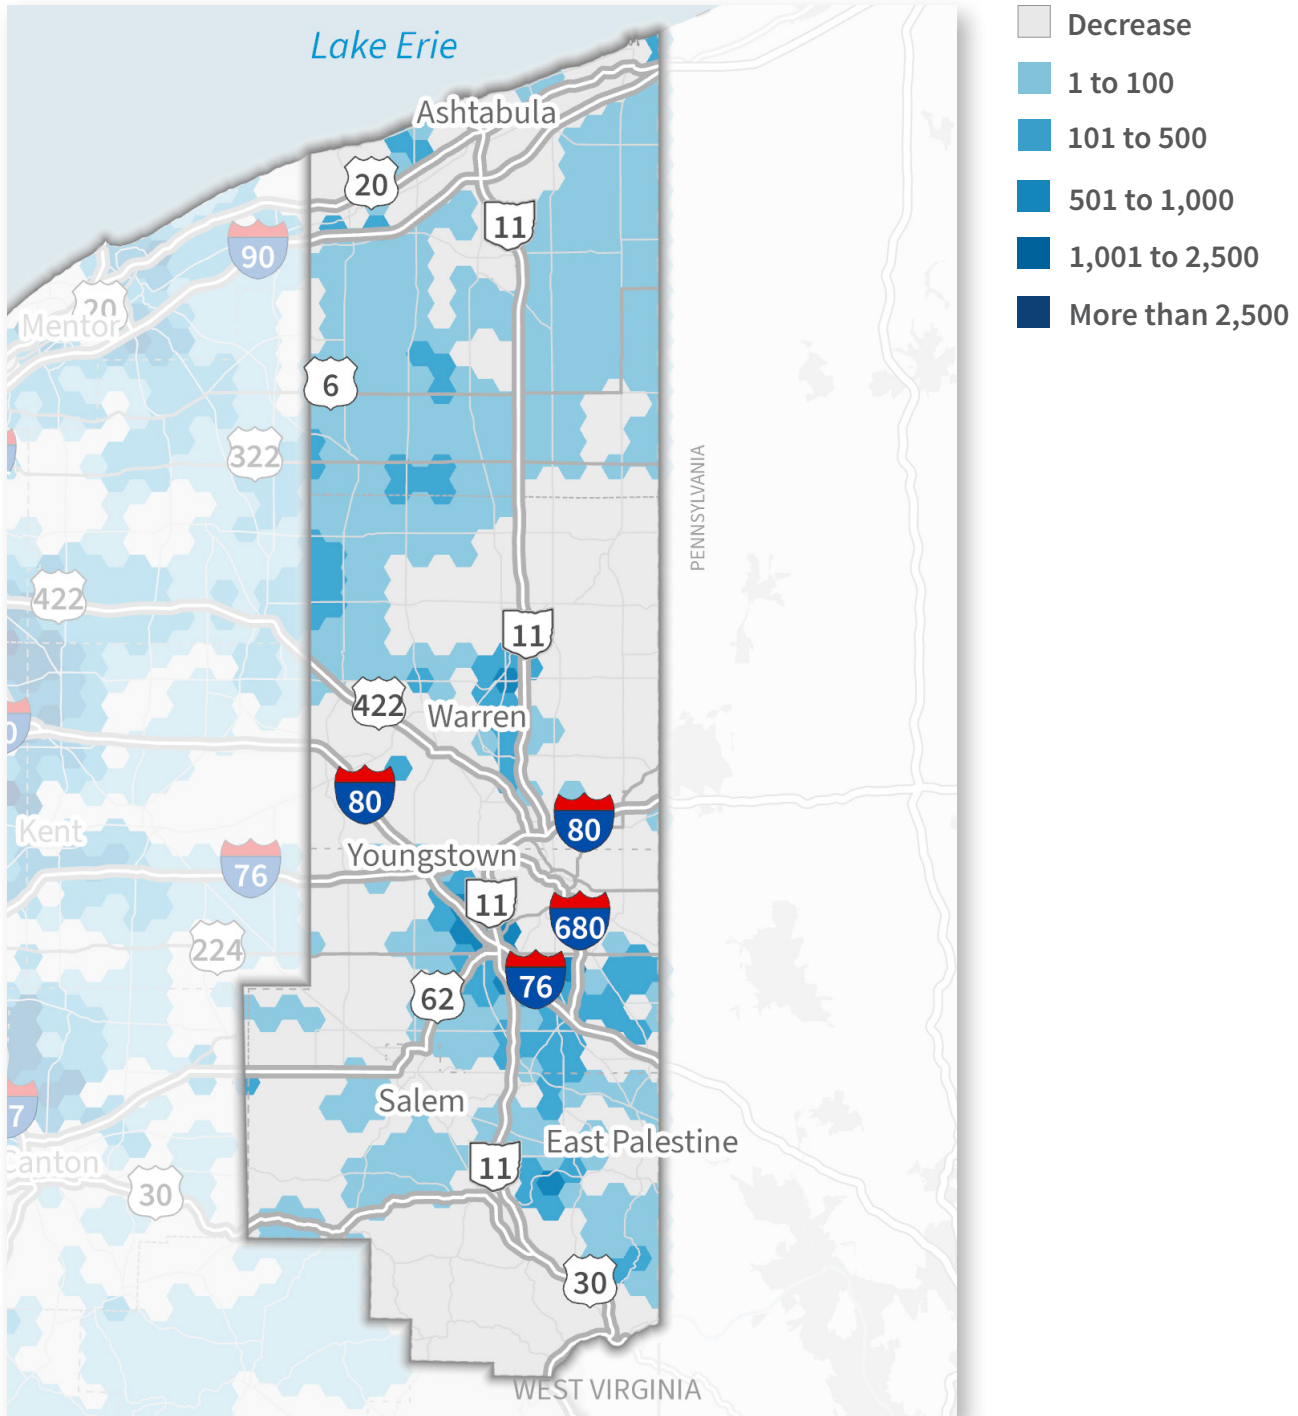 Lake Erie
Decrease
1 to 100
101 to 500
501 to 1,000
1,001 to 2,500
More than 2,500
Ashtabula
20
11
90
20
Mentor
6
322
PENNSYLVANIA
422
11
422
Warren
0
80
80
Kent
Youngstown
76
11
680
224
76
62
7
Salem
East Palestine
Canton
11
30
30
WEST VIRGINIA